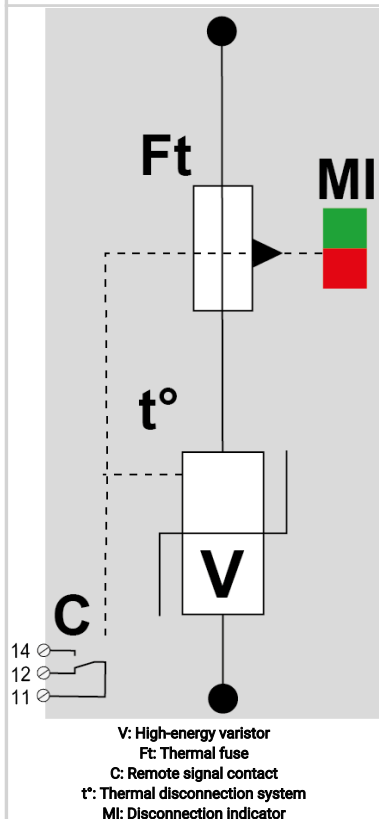 Ft
MI
t°
V
C
14
12
11
V: High-energy varistor
Ft: Thermal fuse
C: Remote signal contact
t°: Thermal disconnection system
MI: Disconnection indicator